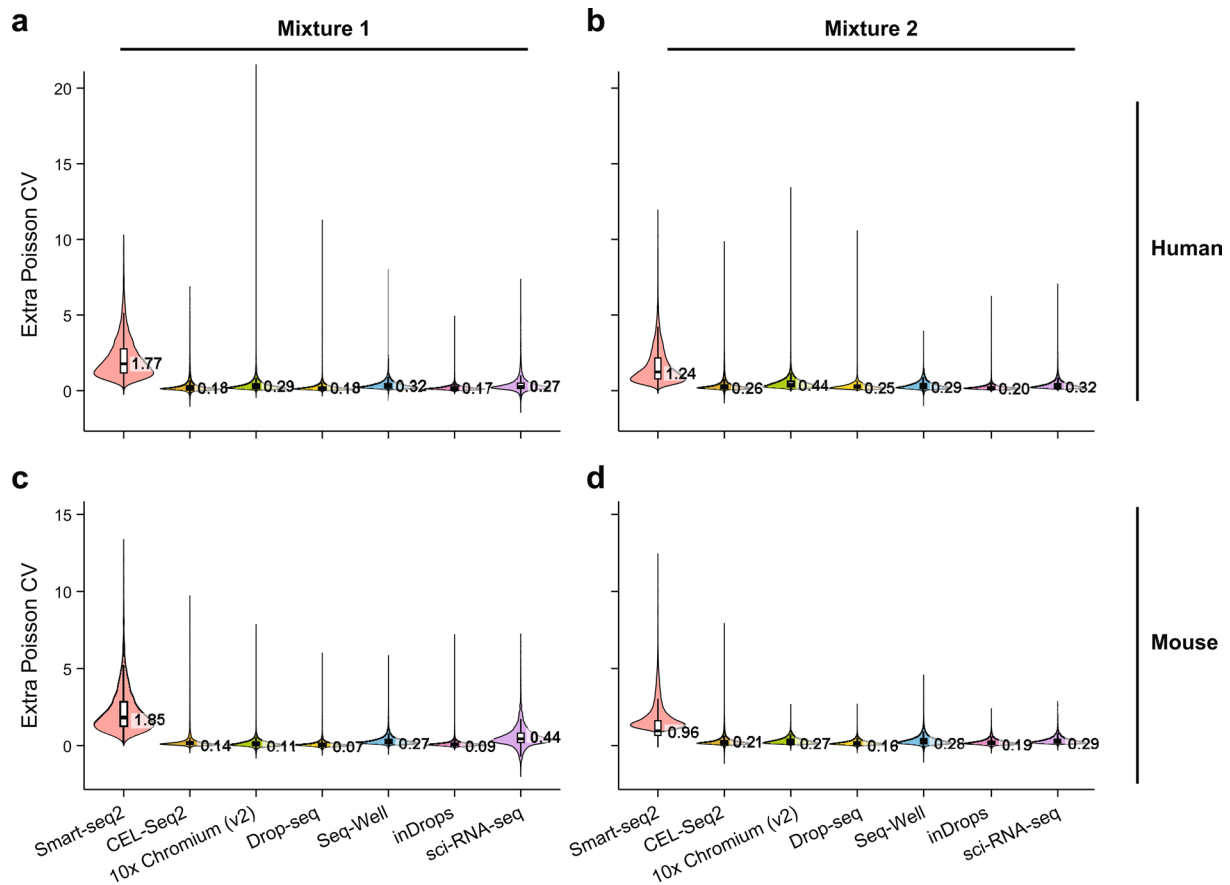 a
Mixture 1
b
Mixture 2
Extra Poisson CV
20
15
10
5
0
1.77
0.18
0.29
0.18
0.32
0.17
0.27
1.24
0.26
0.44
0.25
0.29
0.20
0.32
Human
c
d
Extra Poisson CV
15
10
5
0
1.85
0.14
0.11
0.07
0.27
0.09
0.44
0.96
0.21
0.27
0.16
0.28
0.19
0.29
Mouse
Smart-seq2
CEL-Seq2
10x Chromium (v2)
Drop-seq
Seq-Well
inDrops
sci-RNA-seq
Smart-seq2
CEL-Seq2
10x Chromium (v2)
Drop-seq
Seq-Well
inDrops
sci-RNA-seq